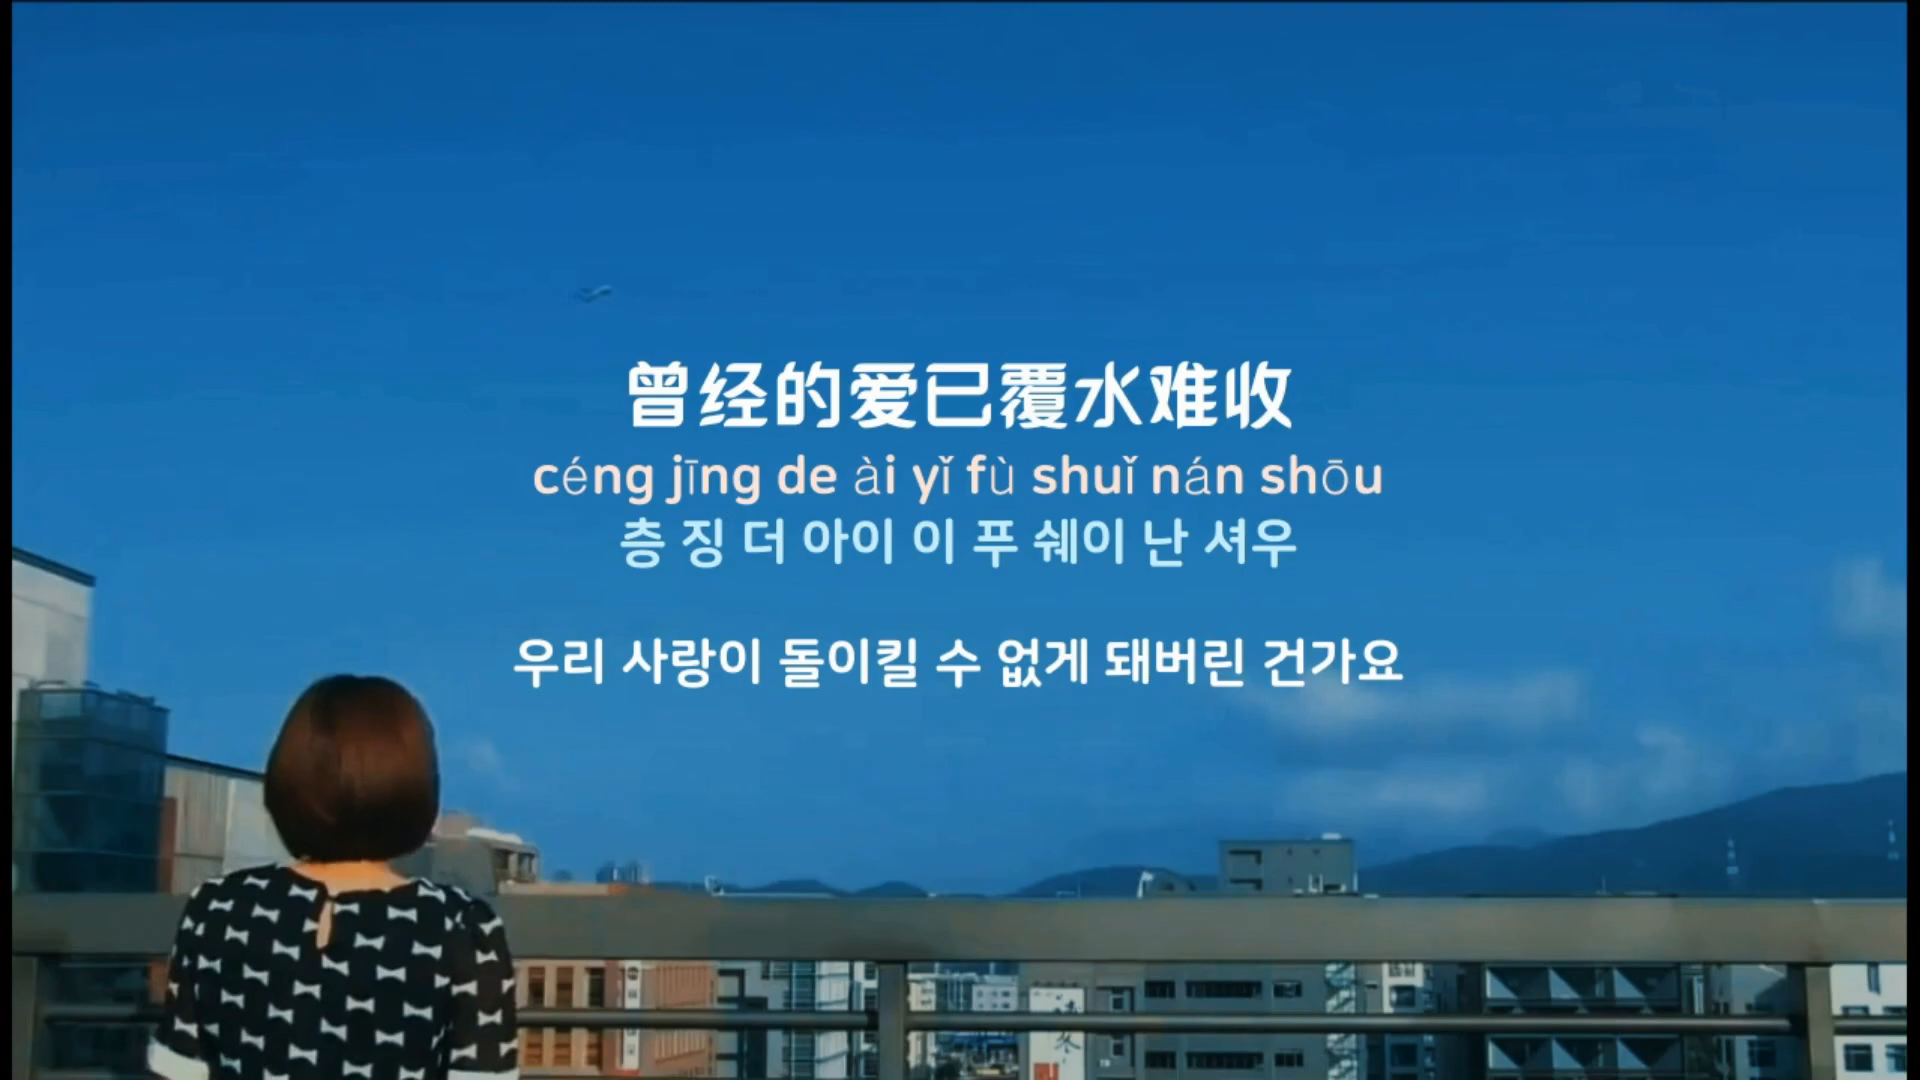 曾经的爱已覆水难收
céng jīng de ài yǐ fù shuǐ nán shōu
층 징 더 아이 이 푸 쉐이 난 셔우
우리 사랑이 돌이킬 수 없게 돼버린 건가요